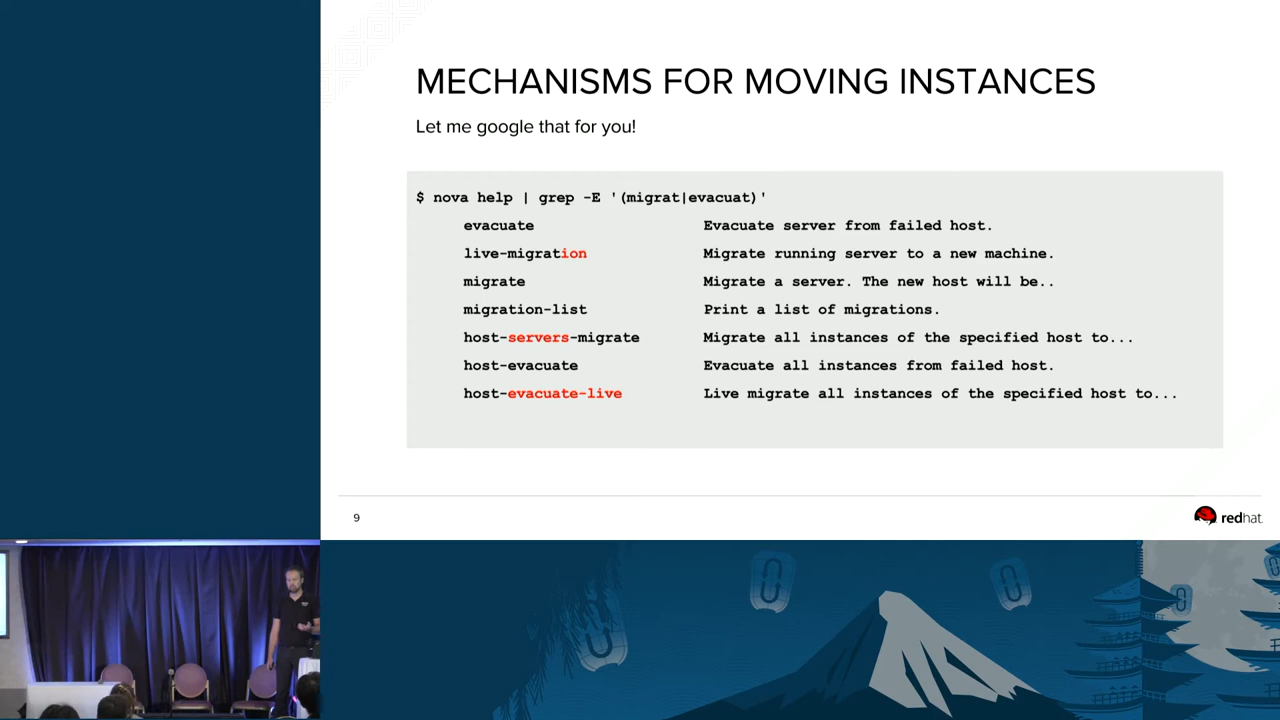 MECHANISMS FOR MOVING INSTANCES
Let me google that for you!
$ nova help | grep -E '(migrat|evacuat)'
evacuate Evacuate server from failed host.
live-migration Migrate running server to a new machine.
migrate Migrate a server. The new host will be..
migration-list Print a list of migrations.
host-servers-migrate Migrate all instances of the specified host to...
host-evacuate Evacuate all instances from failed host.
host-evacuate-live Live migrate all instances of the specified host to...
9
redhat